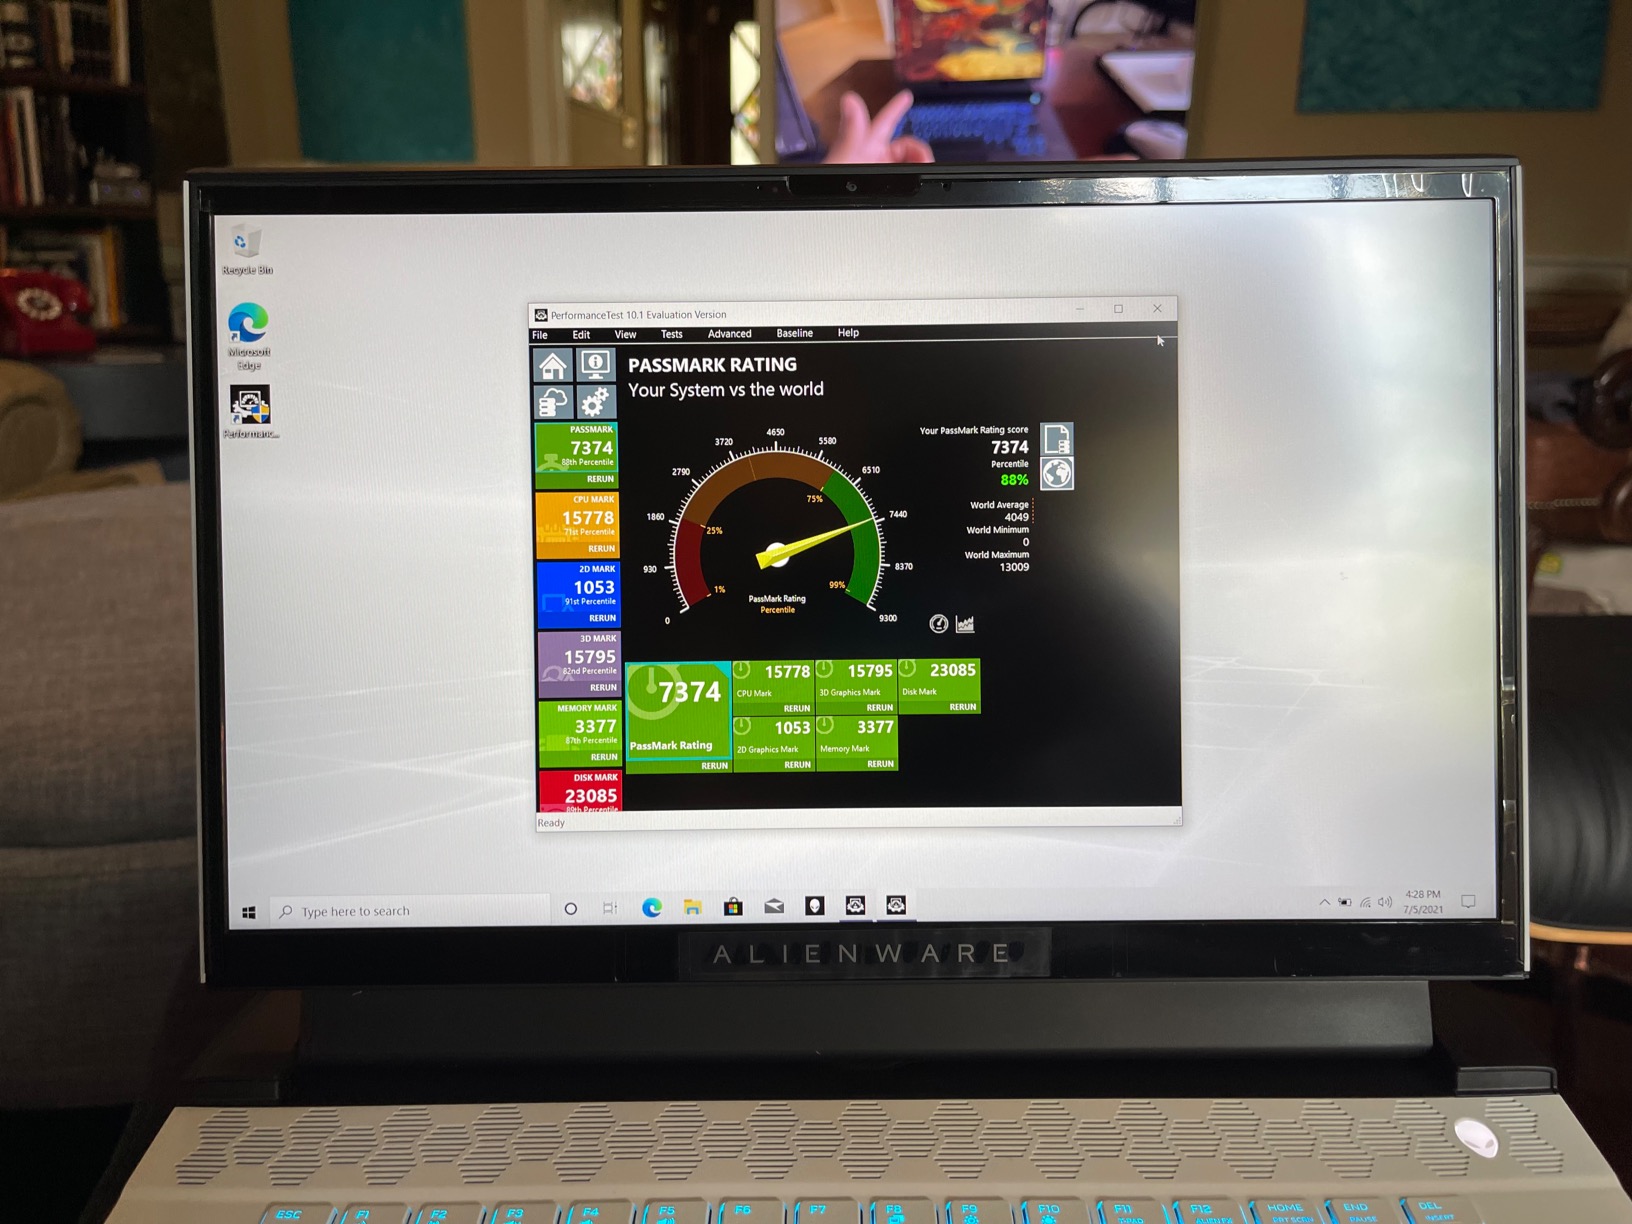 Recycle Bin
Microsoft
Edge
Performanc...
PerformanceTest 10.1 Evaluation Version
File Edit View Tests Advanced Baseline Help
PASSMARK RATING
Your System vs the world
PASSMARK
7374
88th Percentile
RERUN
CPU MARK
15778
71st Percentile
RERUN
2D MARK
1053
91st Percentile
RERUN
3D MARK
15795
82nd Percentile
RERUN
MEMORY MARK
3377
87th Percentile
RERUN
DISK MARK
23085
89th Percentile
0
930
1860
2790
3720
4650
5580
6510
7440
8370
9300
1%
25%
75%
99%
PassMark Rating
Percentile
Your PassMark Rating score
7374
Percentile
88%
World Average
4049
World Minimum
0
World Maximum
13009
7374
PassMark Rating
RERUN
15778
CPU Mark
RERUN
15795
3D Graphics Mark
RERUN
23085
Disk Mark
RERUN
1053
2D Graphics Mark
RERUN
3377
Memory Mark
RERUN
Ready
Type here to search
4:28 PM
7/5/2021
ALIENWARE
ESC F1 F2 F3 F4 F5 F6 F7 F8 F9 F10 F11 F12 HOME END DEL
PAUSE INSERT